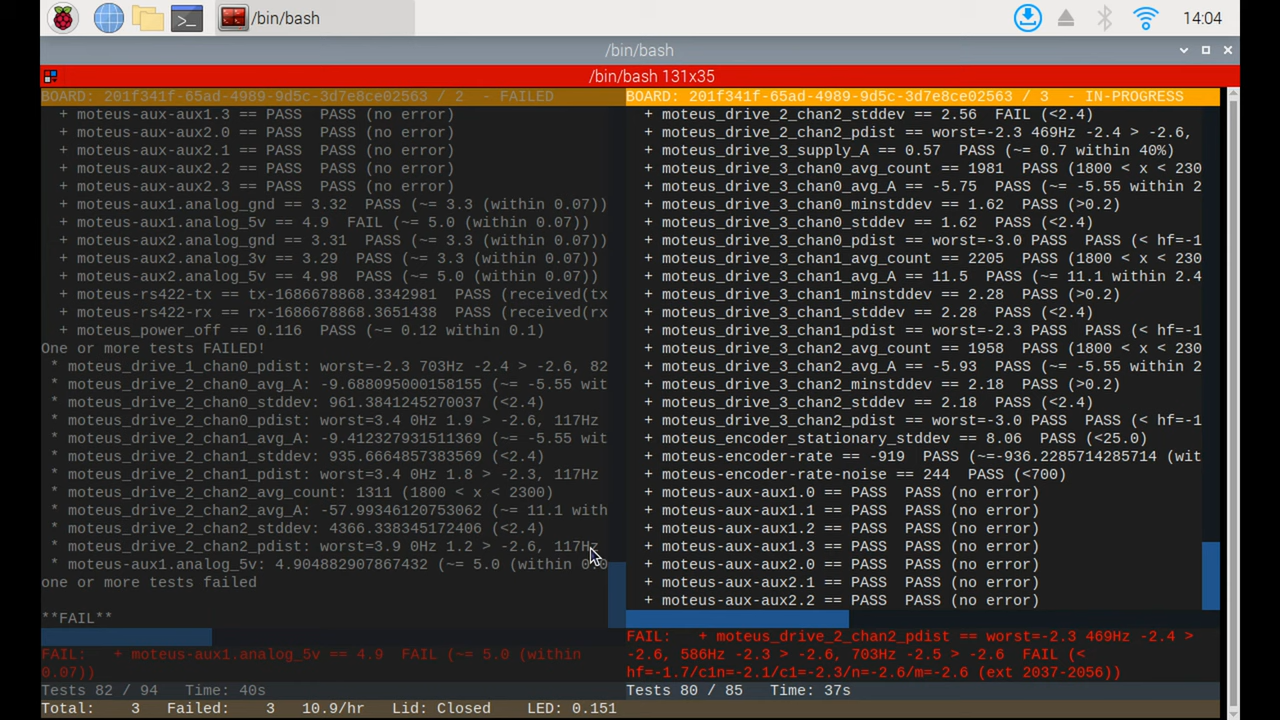 /bin/bash
14:04
/bin/bash
/bin/bash 131x35
BOARD: 201f341f-65ad-4989-9d5c-3d7e8ce02563 / 2  - FAILED
+ moteus-aux-aux1.3 == PASS  PASS (no error)
+ moteus-aux-aux2.0 == PASS  PASS (no error)
+ moteus-aux-aux2.1 == PASS  PASS (no error)
+ moteus-aux-aux2.2 == PASS  PASS (no error)
+ moteus-aux-aux2.3 == PASS  PASS (no error)
+ moteus-aux1.analog_gnd == 3.32  PASS (~= 3.3 (within 0.07))
+ moteus-aux1.analog_5v == 4.9  FAIL (~= 5.0 (within 0.07))
+ moteus-aux2.analog_gnd == 3.31  PASS (~= 3.3 (within 0.07))
+ moteus-aux2.analog_3v == 3.29  PASS (~= 3.3 (within 0.07))
+ moteus-aux2.analog_5v == 4.98  PASS (~= 5.0 (within 0.07))
+ moteus-rs422-tx == tx-1686678868.3342981  PASS (received(tx
+ moteus-rs422-rx == rx-1686678868.3651438  PASS (received(rx
+ moteus_power_off == 0.116  PASS (~= 0.12 within 0.1)
One or more tests FAILED!
* moteus_drive_1_chan0_pdist: worst=-2.3 703Hz -2.4 > -2.6, 82
* moteus_drive_2_chan0_avg_A: -9.688095000158155 (~= -5.55 wit
* moteus_drive_2_chan0_stddev: 961.3841245270037 (<2.4)
* moteus_drive_2_chan0_pdist: worst=3.4 0Hz 1.9 > -2.6, 117Hz
* moteus_drive_2_chan1_avg_A: -9.412327931511369 (~= -5.55 wit
* moteus_drive_2_chan1_stddev: 935.6664857383569 (<2.4)
* moteus_drive_2_chan1_pdist: worst=3.4 0Hz 1.8 > -2.3, 117Hz
* moteus_drive_2_chan2_avg_count: 1311 (1800 < x < 2300)
* moteus_drive_2_chan2_avg_A: -57.99346120753062 (~= 11.1 with
* moteus_drive_2_chan2_stddev: 4366.338345172406 (<2.4)
* moteus_drive_2_chan2_pdist: worst=3.9 0Hz 1.2 > -2.6, 117Hz
* moteus-aux1.analog_5v: 4.904882907867432 (~= 5.0 (within 0.0
one or more tests failed
**FAIL**
FAIL:   + moteus-aux1.analog_5v == 4.9  FAIL (~= 5.0 (within
0.07))
Tests 82 / 94   Time: 40s
BOARD: 201f341f-65ad-4989-9d5c-3d7e8ce02563 / 3  - IN-PROGRESS
+ moteus_drive_2_chan2_stddev == 2.56  FAIL (<2.4)
+ moteus_drive_2_chan2_pdist == worst=-2.3 469Hz -2.4 > -2.6,
+ moteus_drive_3_supply_A == 0.57  PASS (~= 0.7 within 40%)
+ moteus_drive_3_chan0_avg_count == 1981  PASS (1800 < x < 230
+ moteus_drive_3_chan0_avg_A == -5.75  PASS (~= -5.55 within 2
+ moteus_drive_3_chan0_minstddev == 1.62  PASS (>0.2)
+ moteus_drive_3_chan0_stddev == 1.62  PASS (<2.4)
+ moteus_drive_3_chan0_pdist == worst=-3.0 PASS  PASS (< hf=-1
+ moteus_drive_3_chan1_avg_count == 2205  PASS (1800 < x < 230
+ moteus_drive_3_chan1_avg_A == 11.5  PASS (~= 11.1 within 2.4
+ moteus_drive_3_chan1_minstddev == 2.28  PASS (>0.2)
+ moteus_drive_3_chan1_stddev == 2.28  PASS (<2.4)
+ moteus_drive_3_chan1_pdist == worst=-2.3 PASS  PASS (< hf=-1
+ moteus_drive_3_chan2_avg_count == 1958  PASS (1800 < x < 230
+ moteus_drive_3_chan2_avg_A == -5.93  PASS (~= -5.55 within 2
+ moteus_drive_3_chan2_minstddev == 2.18  PASS (>0.2)
+ moteus_drive_3_chan2_stddev == 2.18  PASS (<2.4)
+ moteus_drive_3_chan2_pdist == worst=-3.0 PASS  PASS (< hf=-1
+ moteus_encoder_stationary_stddev == 8.06  PASS (<25.0)
+ moteus-encoder-rate == -919  PASS (~=-936.2285714285714 (wit
+ moteus-encoder-rate-noise == 244  PASS (<700)
+ moteus-aux-aux1.0 == PASS  PASS (no error)
+ moteus-aux-aux1.1 == PASS  PASS (no error)
+ moteus-aux-aux1.2 == PASS  PASS (no error)
+ moteus-aux-aux1.3 == PASS  PASS (no error)
+ moteus-aux-aux2.0 == PASS  PASS (no error)
+ moteus-aux-aux2.1 == PASS  PASS (no error)
+ moteus-aux-aux2.2 == PASS  PASS (no error)
FAIL:   + moteus_drive_2_chan2_pdist == worst=-2.3 469Hz -2.4 >
-2.6, 586Hz -2.3 > -2.6, 703Hz -2.5 > -2.6  FAIL (<
hf=-1.7/c1n=-2.1/c1=-2.3/n=-2.6/m=-2.6 (ext 2037-2056))
Tests 80 / 85   Time: 37s
Total:   3   Failed:   3  10.9/hr  Lid: Closed    LED: 0.151